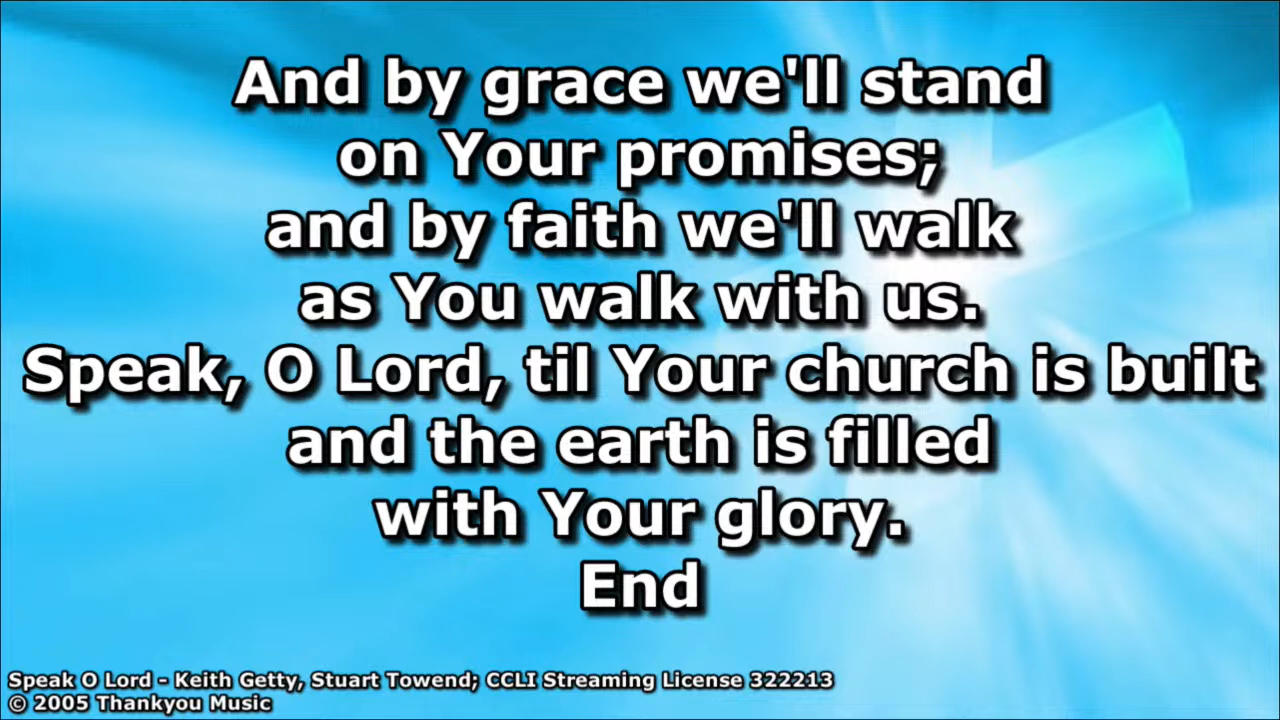 And by grace we'll stand
on Your promises;
and by faith we'll walk
as You walk with us.
Speak, O Lord, til Your church is built
and the earth is filled
with Your glory.
End
Speak O Lord - Keith Getty, Stuart Towend; CCLI Streaming License 322213
© 2005 Thankyou Music